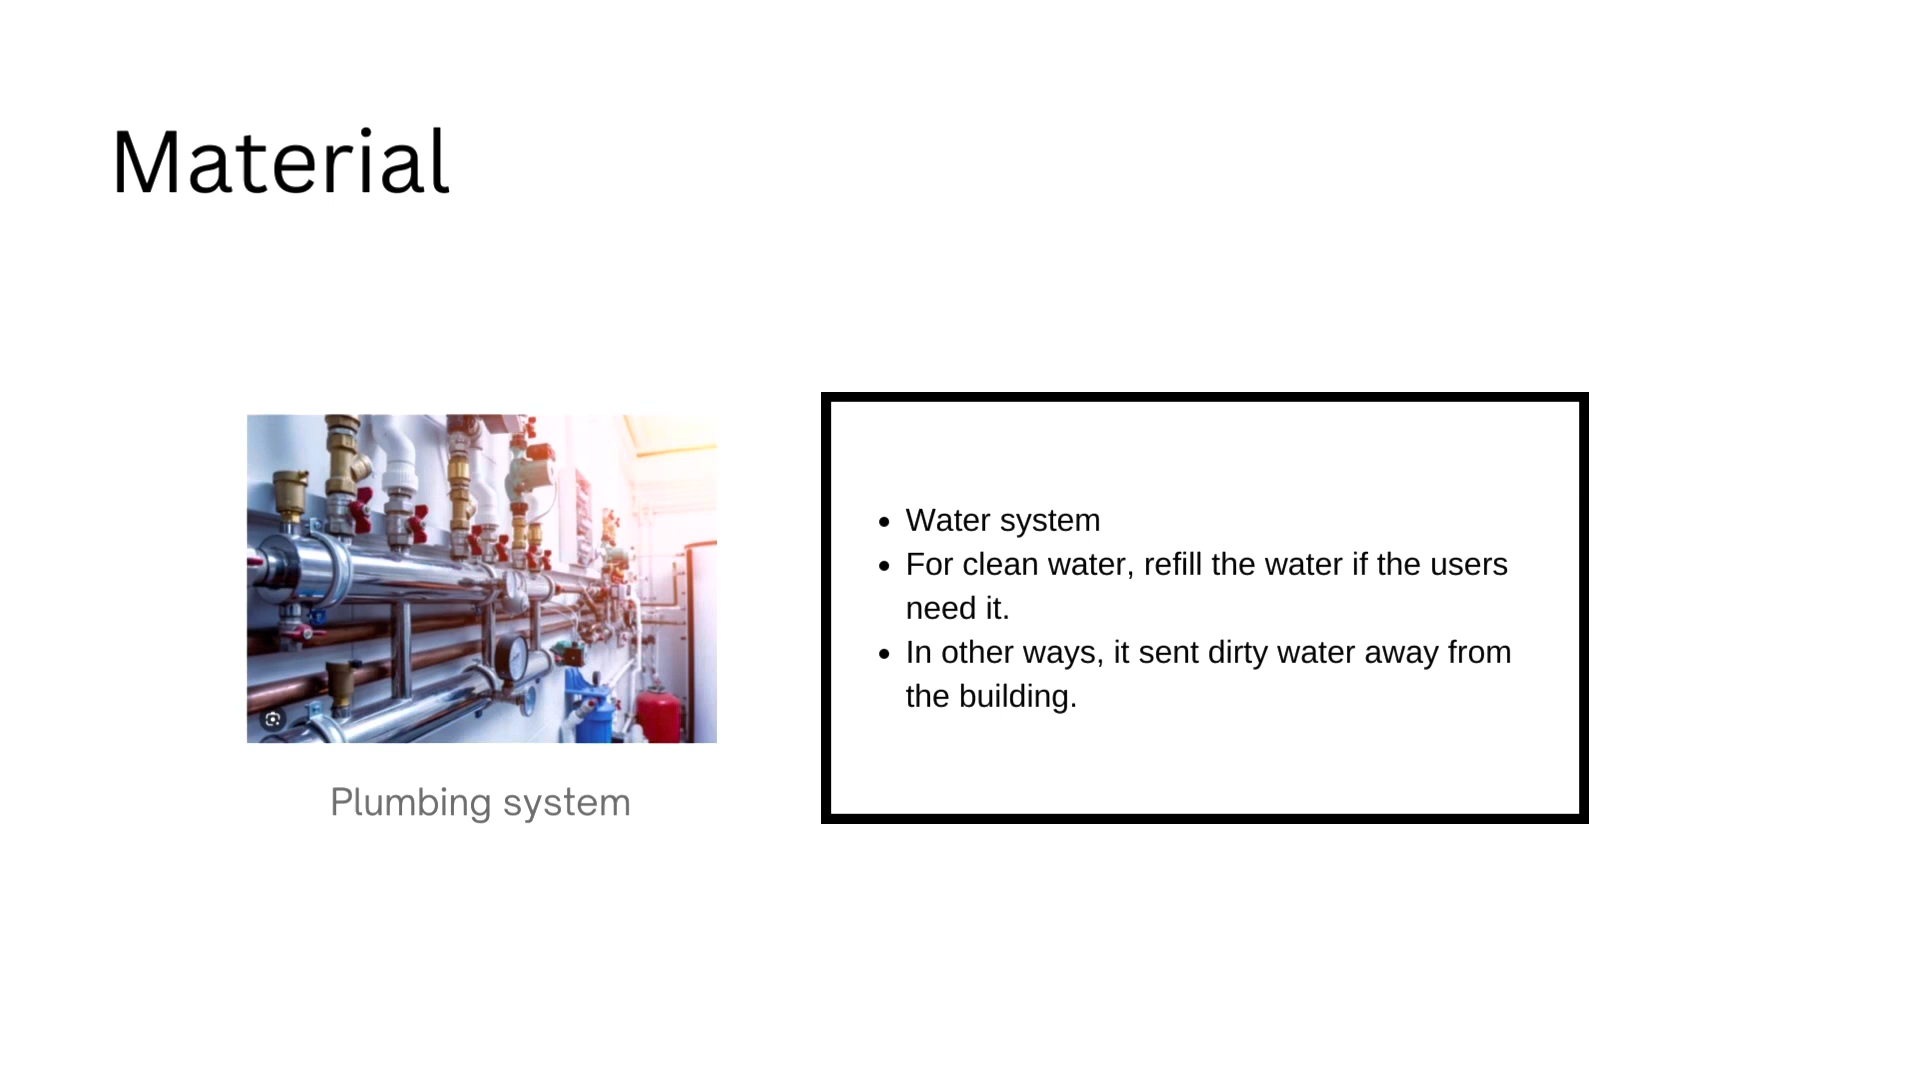 Material
Plumbing system
• Water system
• For clean water, refill the water if the users
need it.
• In other ways, it sent dirty water away from
the building.